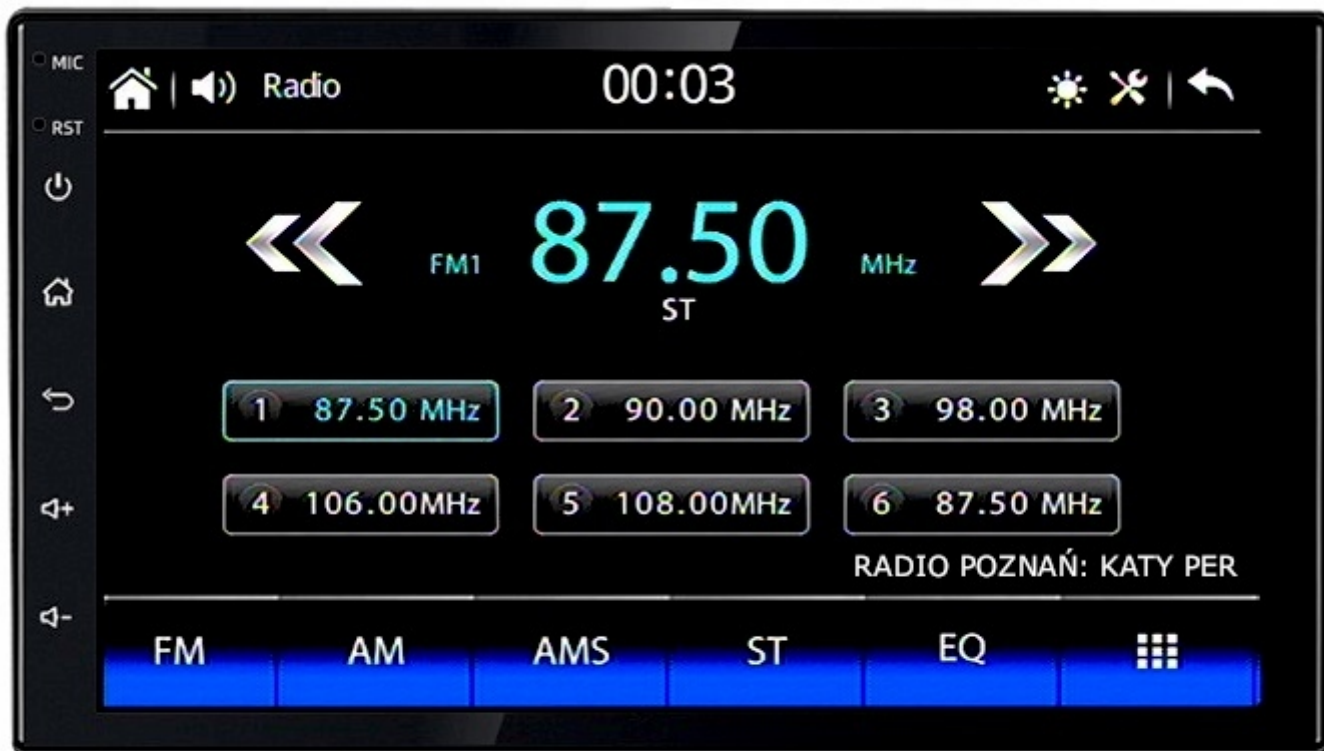 MIC
Radio
00:03
RST
FM1
87.50
MHz
ST
1 87.50 MHz
2 90.00 MHz
3 98.00 MHz
4 106.00MHz
5 108.00MHz
6 87.50 MHz
RADIO POZNAŃ: KATY PER
FM
AM
AMS
ST
EQ